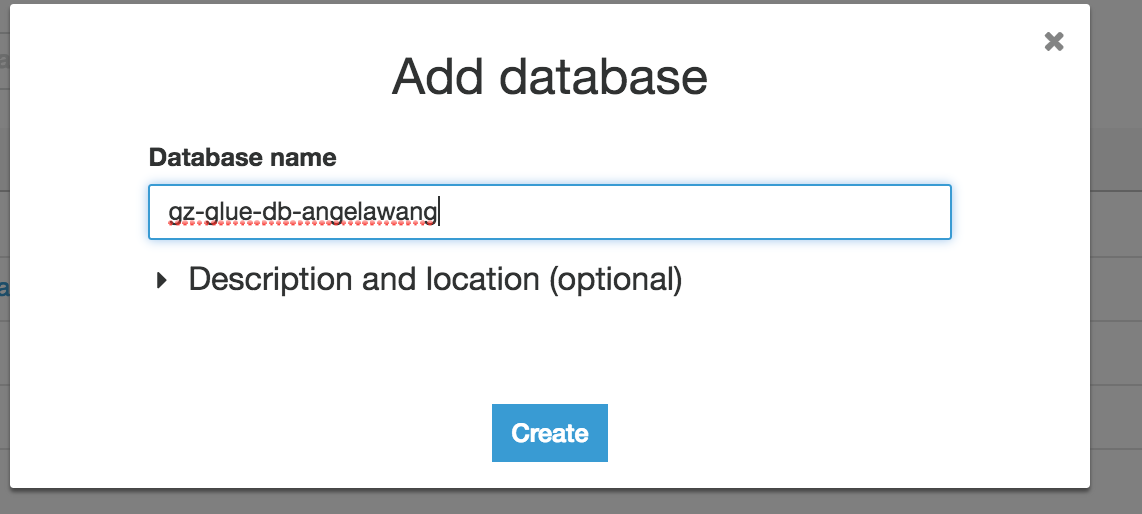 Add database
Database name
gz-glue-db-angelawang
Description and location (optional)
Create